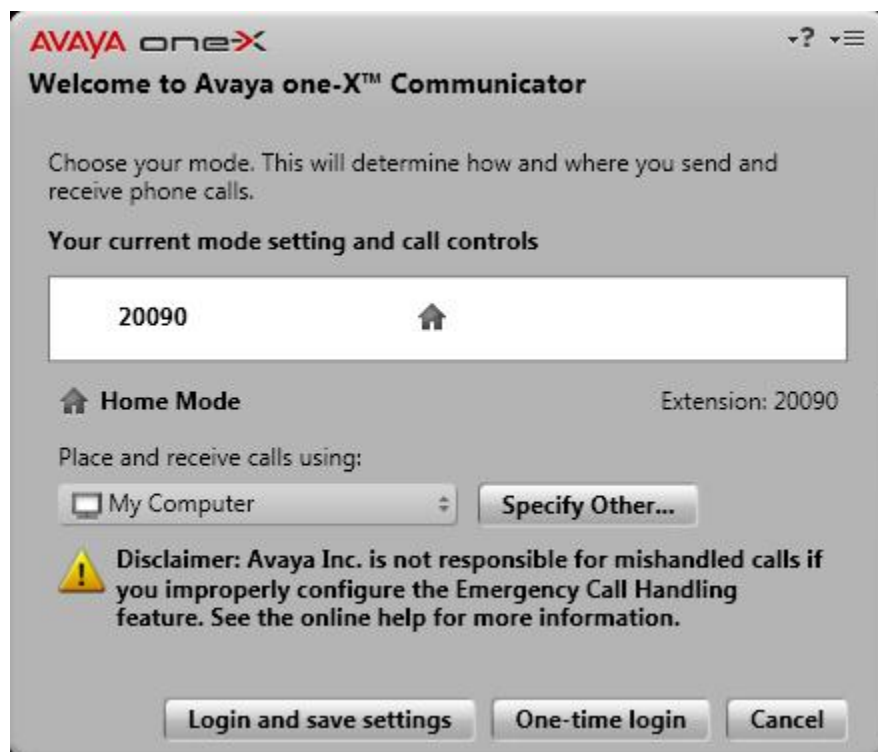 AVAYA one-X
?
Welcome to Avaya one-X™ Communicator
Choose your mode. This will determine how and where you send and
receive phone calls.
Your current mode setting and call controls
20090
Home Mode
Extension: 20090
Place and receive calls using:
My Computer
Specify Other...
Disclaimer: Avaya Inc. is not responsible for mishandled calls if
you improperly configure the Emergency Call Handling
feature. See the online help for more information.
Login and save settings
One-time login
Cancel